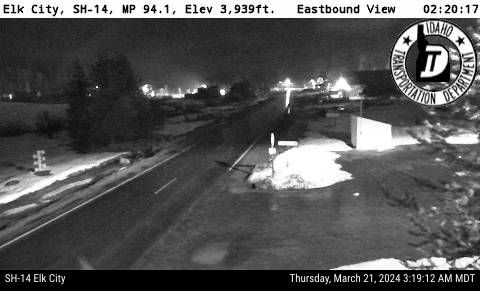 Elk City, SH-14, MP 94.1, Elev 3,939ft. Eastbound View 02:20:17
IDAHO
TRANSPORTATION DEPARTMENT
SH-14 Elk City Thursday, March 21, 2024 3:19:12 AM MDT